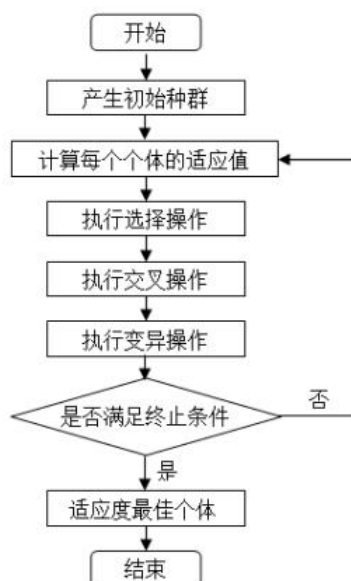 开始
产生初始种群
计算每个个体的适应值
执行选择操作
执行交叉操作
执行变异操作
是否满足终止条件
否
是
适应度最佳个体
结束